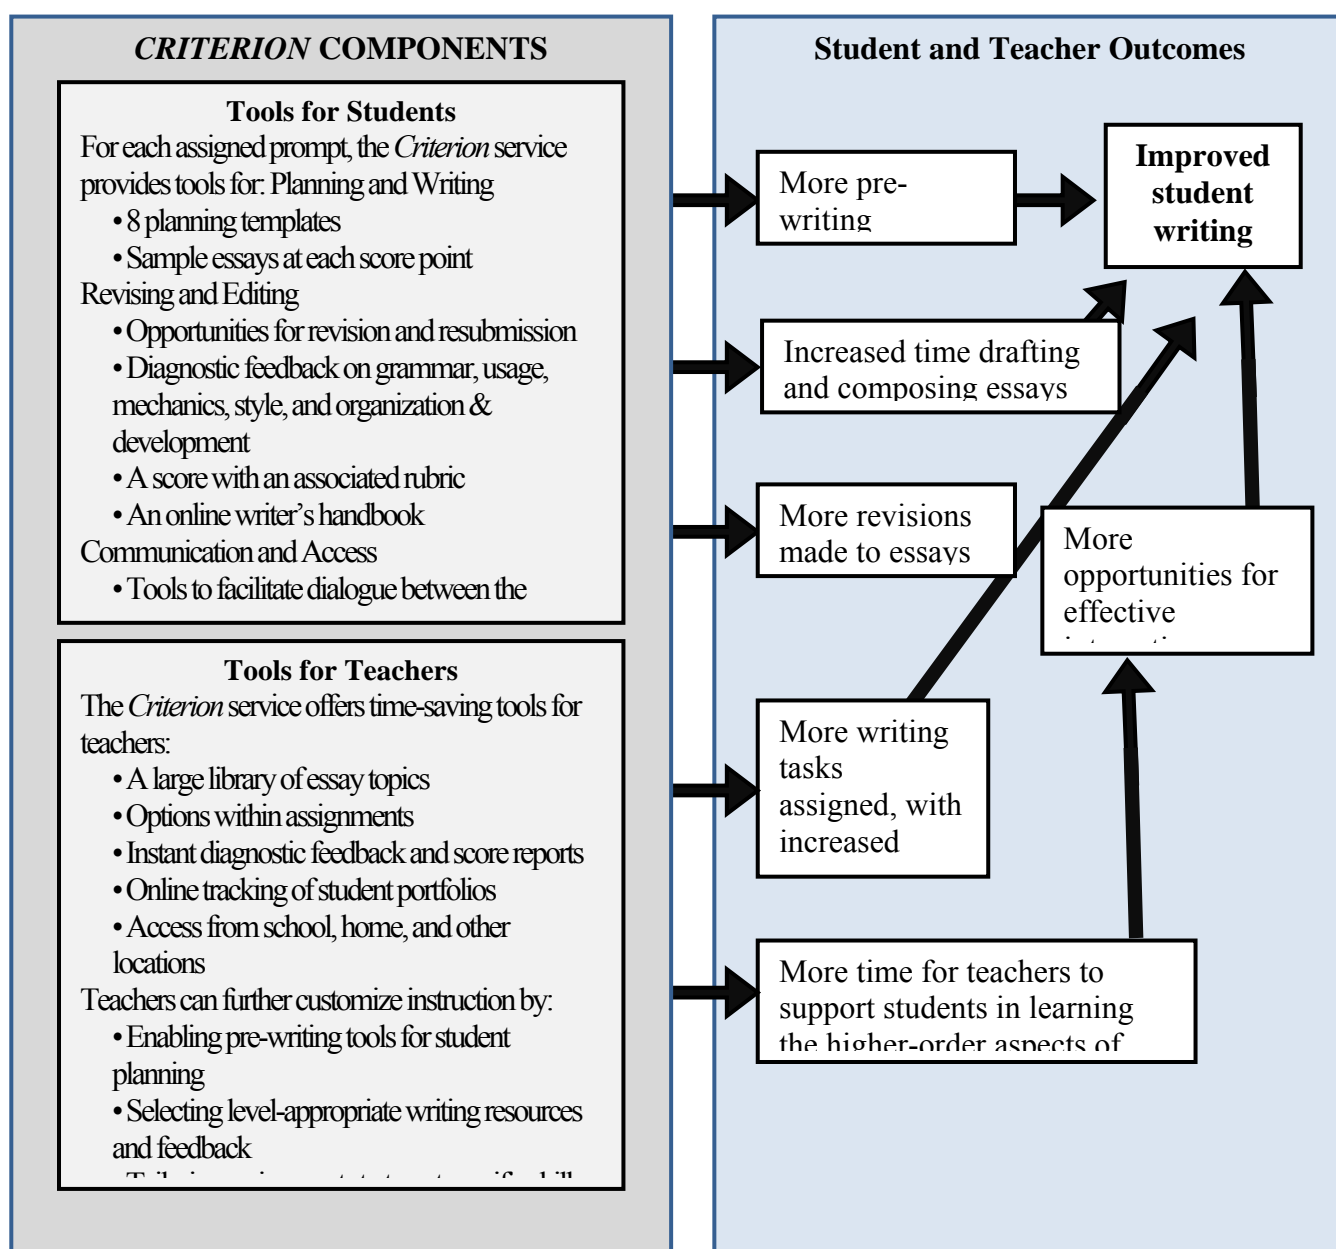 CRITERION COMPONENTS
Tools for Students
For each assigned prompt, the Criterion service
provides tools for: Planning and Writing
• 8 planning templates
• Sample essays at each score point
Revising and Editing
• Opportunities for revision and resubmission
• Diagnostic feedback on grammar, usage,
mechanics, style, and organization &
development
• A score with an associated rubric
• An online writer’s handbook
Communication and Access
• Tools to facilitate dialogue between the
Tools for Teachers
The Criterion service offers time-saving tools for
teachers:
• A large library of essay topics
• Options within assignments
• Instant diagnostic feedback and score reports
• Online tracking of student portfolios
• Access from school, home, and other
locations
Teachers can further customize instruction by:
• Enabling pre-writing tools for student
planning
• Selecting level-appropriate writing resources
and feedback
Student and Teacher Outcomes
More pre-
writing
Improved
student
writing
Increased time drafting
and composing essays
More revisions
made to essays
More
opportunities for
effective
More writing
tasks
assigned, with
increased
More time for teachers to
support students in learning
the higher-order aspects of